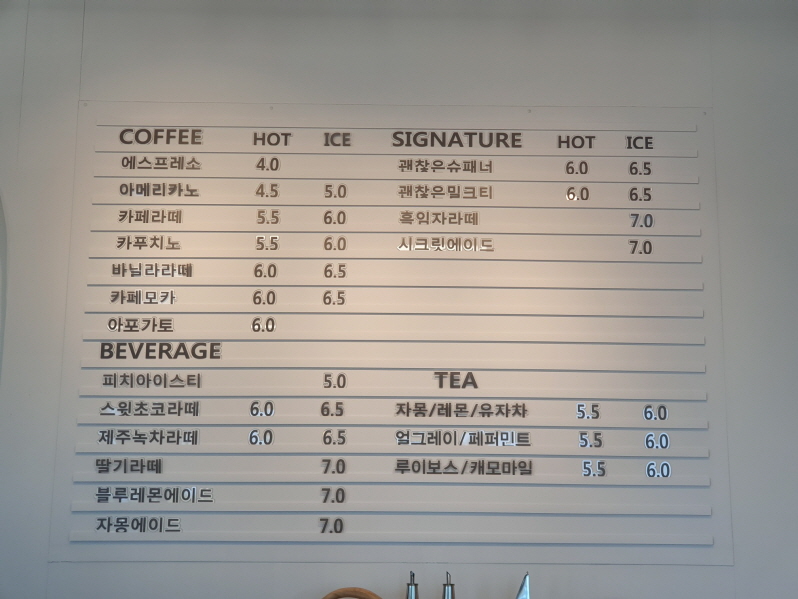 COFFEE HOT ICE
에스프레소 4.0
아메리카노 4.5 5.0
카페라떼 5.5 6.0
카푸치노 5.5 6.0
바닐라라떼 6.0 6.5
카페모카 6.0 6.5
아포가토 6.0
BEVERAGE
피치아이스티 5.0
스윗초코라떼 6.0 6.5
제주녹차라떼 6.0 6.5
딸기라떼 7.0
블루레몬에이드 7.0
자몽에이드 7.0
SIGNATURE HOT ICE
괜찮은슈패너 6.0 6.5
괜찮은밀크티 6.0 6.5
흑임자라떼 7.0
시크릿에이드 7.0
TEA
자몽/레몬/유자차 5.5 6.0
얼그레이/페퍼민트 5.5 6.0
루이보스/캐모마일 5.5 6.0